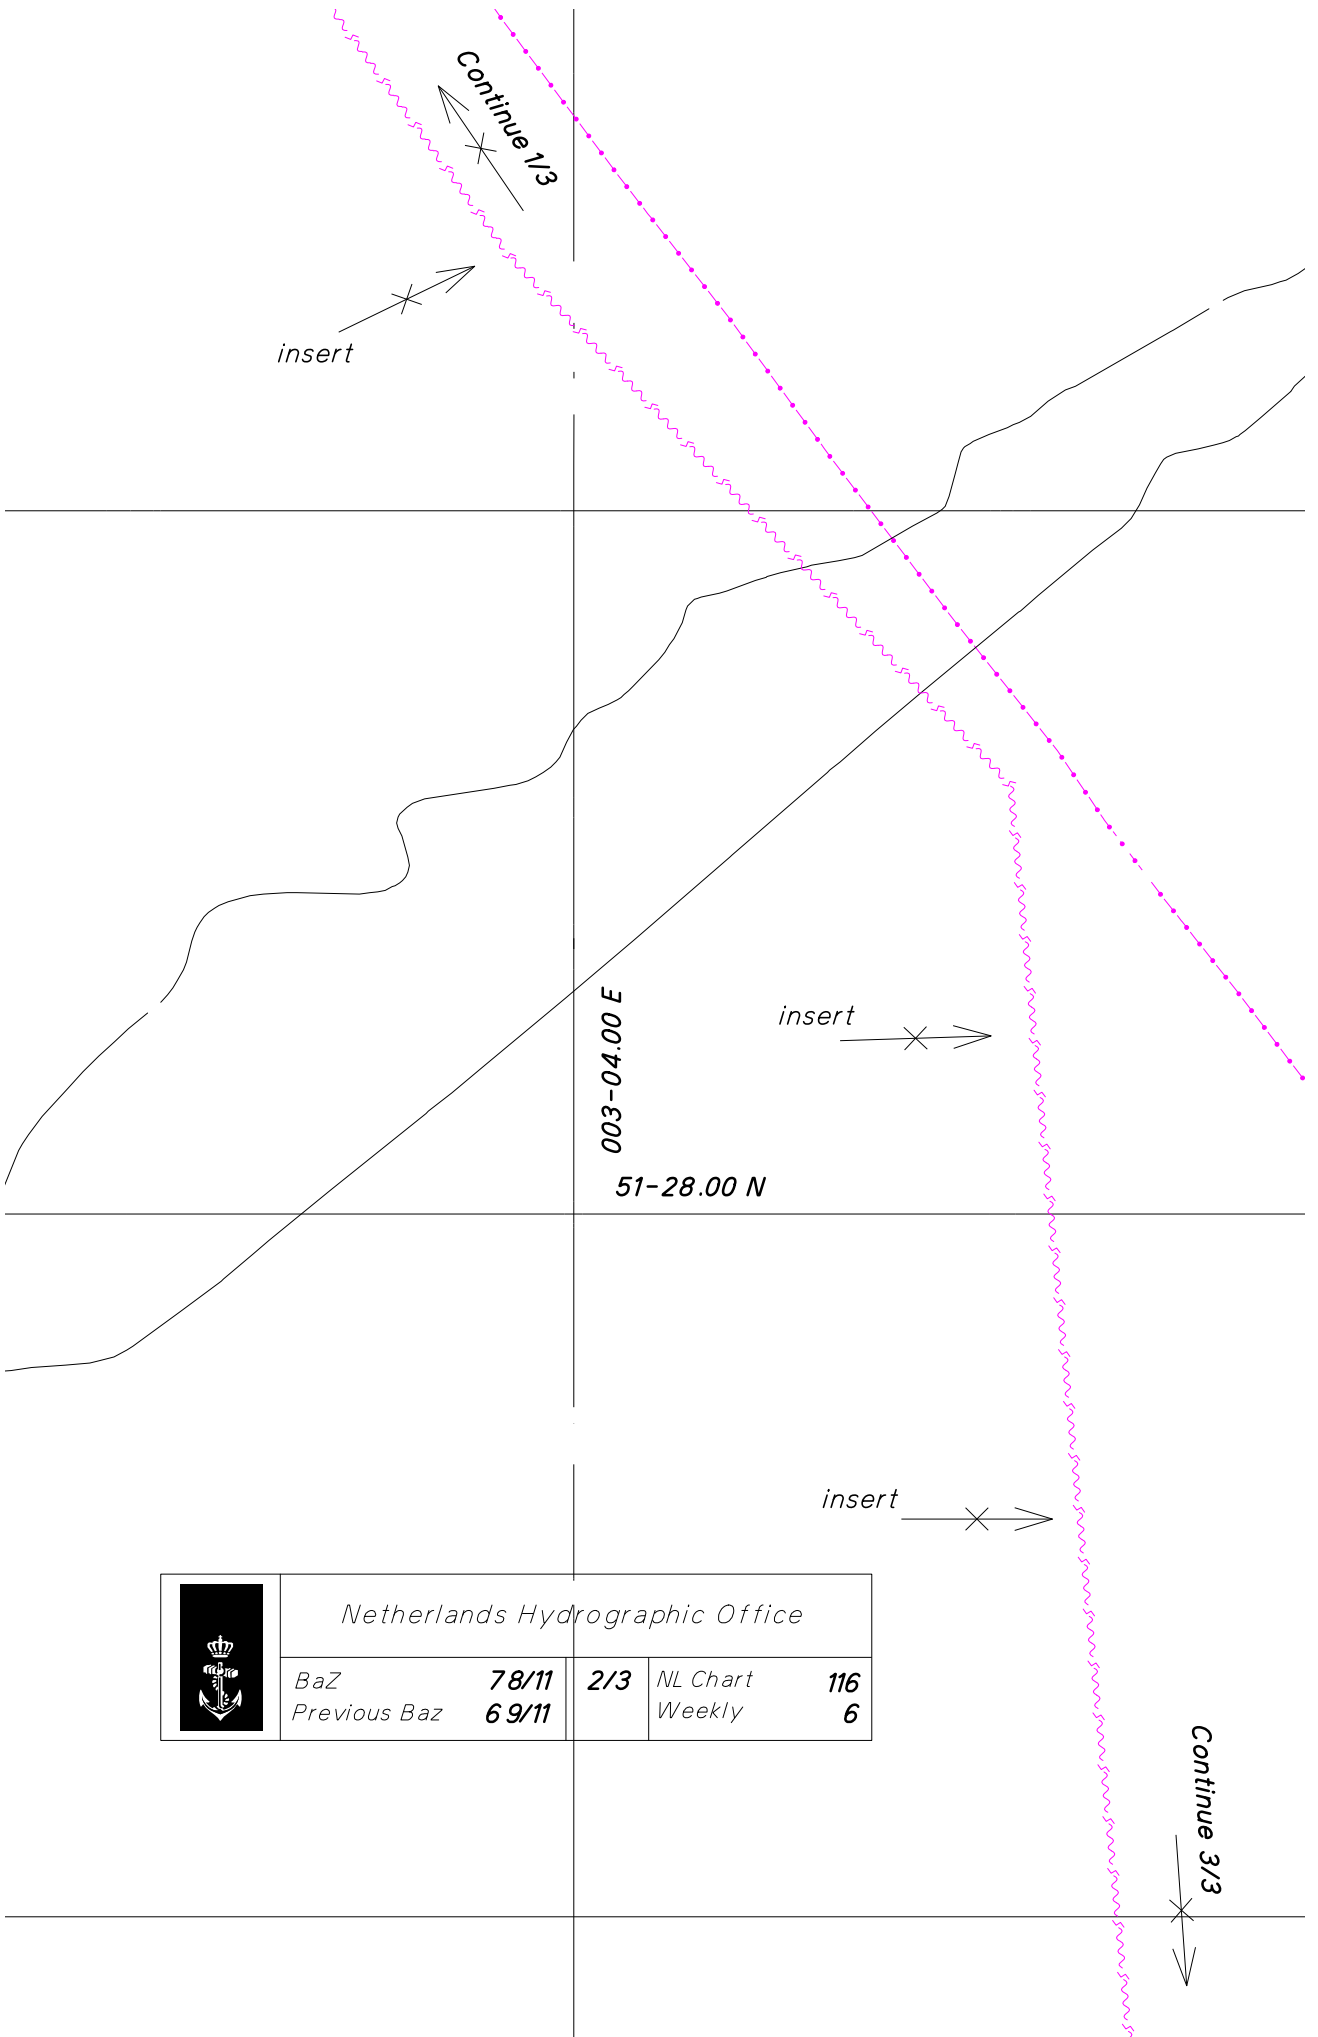 Continue 1/3
insert
insert
003-04.00 E
51-28.00 N
insert
Netherlands Hydrographic Office
BaZ 78/11 2/3 NL Chart 116
Previous Baz 69/11 Weekly 6
Continue 3/3